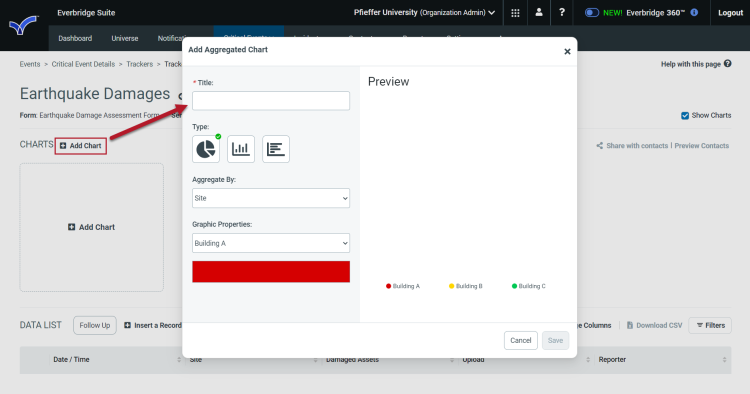 Everbridge Suite
Pfieffer University (Organization Admin)
?
NEW! Everbridge 360™
Logout
Dashboard
Universe
Events > Critical Event Details > Trackers >
Help with this page
Earthquake Damages
Form: Earthquake Damage Assessment Form
Show Charts
CHARTS
Add Chart
Share with contacts | Preview Contacts
Add Chart
Add Aggregated Chart
* Title:
Type:
Aggregate By:
Site
Graphic Properties:
Building A
Preview
Building A
Building B
Building C
Cancel
Save
DATA LIST
Follow Up
Insert a Record
Columns
Download CSV
Filters
Date / Time
Site
Damaged Assets
Upload
Reporter